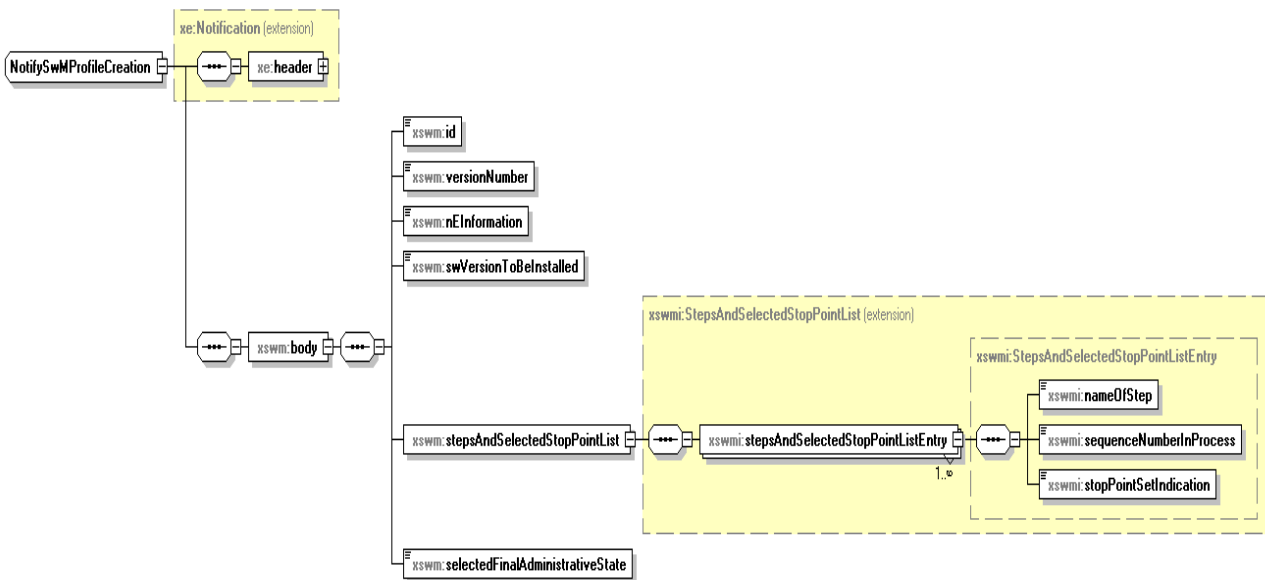 xe:Notification (extension)
NotifySwMProfileCreation
xe:header
xswm:id
xswm:versionNumber
xswm:nEInformation
xswm:swVersionToBeInstalled
xswmi:StepsAndSelectedStopPointList (extension)
xswm:body
xswmi:StepsAndSelectedStopPointListEntry
xswmi:nameOfStep
xswm:stepsAndSelectedStopPointList
xswmi:stepsAndSelectedStopPointListEntry
xswmi:sequenceNumberInProcess
1..∞
xswmi:stopPointSetIndication
xswm:selectedFinalAdministrativeState